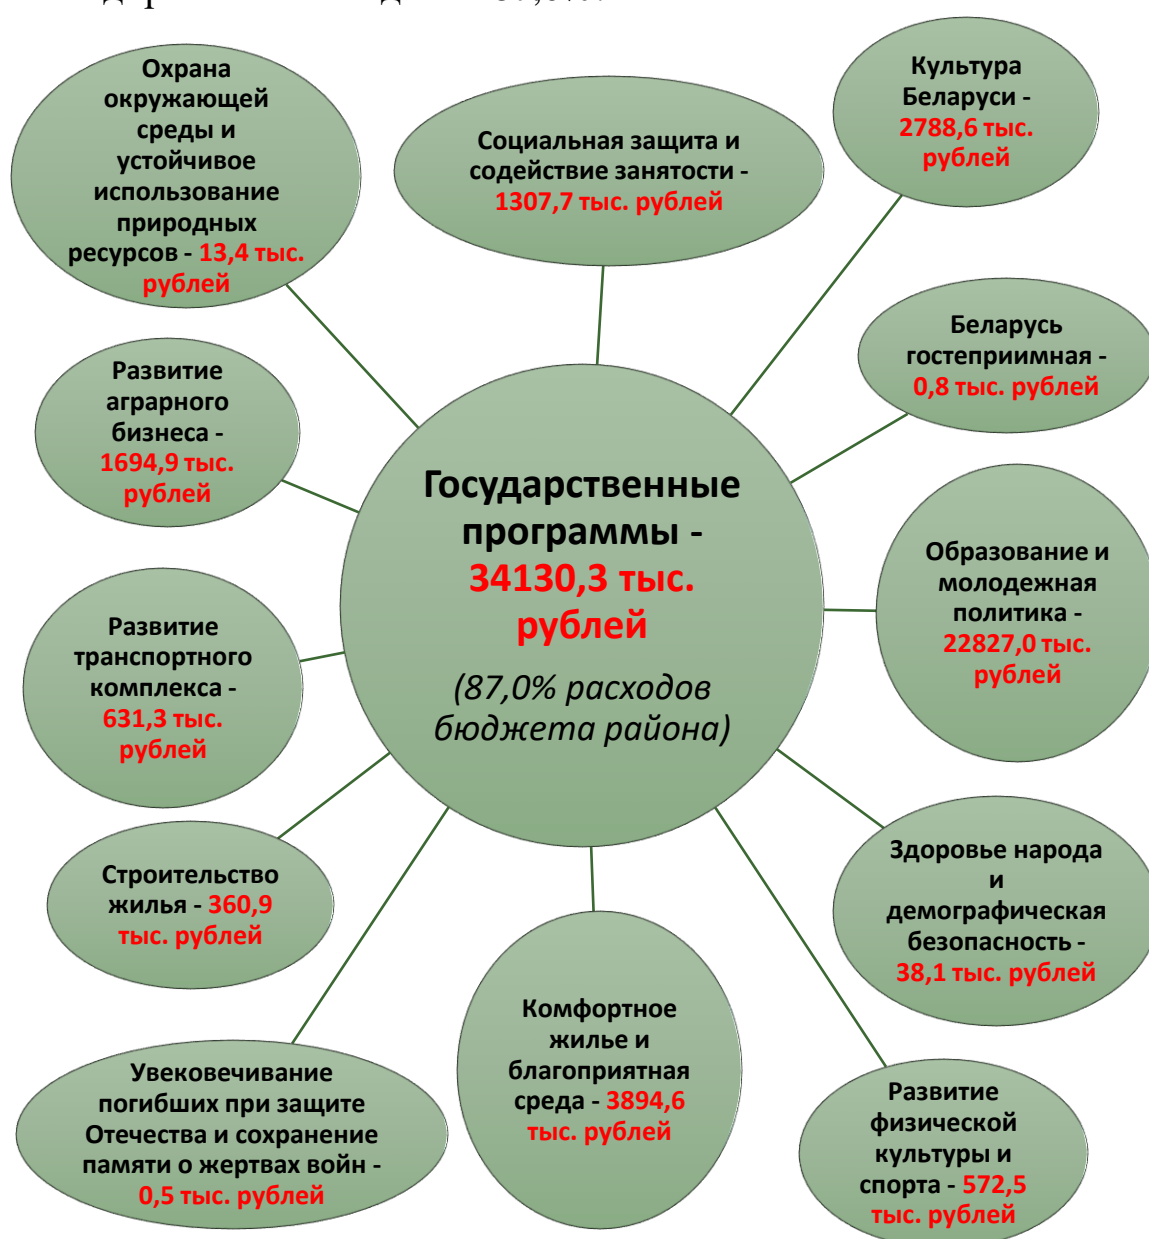 Охрана
окружающей
среды и
устойчивое
использование
природных
ресурсов - 13,4 тыс.
рублей
Социальная защита и
содействие занятости -
1307,7 тыс. рублей
Культура
Беларуси -
2788,6 тыс.
рублей
Беларусь
гостеприимная -
0,8 тыс. рублей
Развитие
аграрного
бизнеса -
1694,9 тыс.
рублей
Государственные
программы -
34130,3 тыс.
рублей
(87,0% расходов
бюджета района)
Образование и
молодежная
политика -
22827,0 тыс.
рублей
Развитие
транспортного
комплекса -
631,3 тыс.
рублей
Здоровье народа
и
демографическая
безопасность -
38,1 тыс. рублей
Строительство
жилья - 360,9
тыс. рублей
Комфортное
жилье и
благоприятная
среда - 3894,6
тыс. рублей
Увековечивание
погибших при защите
Отечества и сохранение
памяти о жертвах войн -
0,5 тыс. рублей
Развитие
физической
культуры и
спорта - 572,5
тыс. рублей